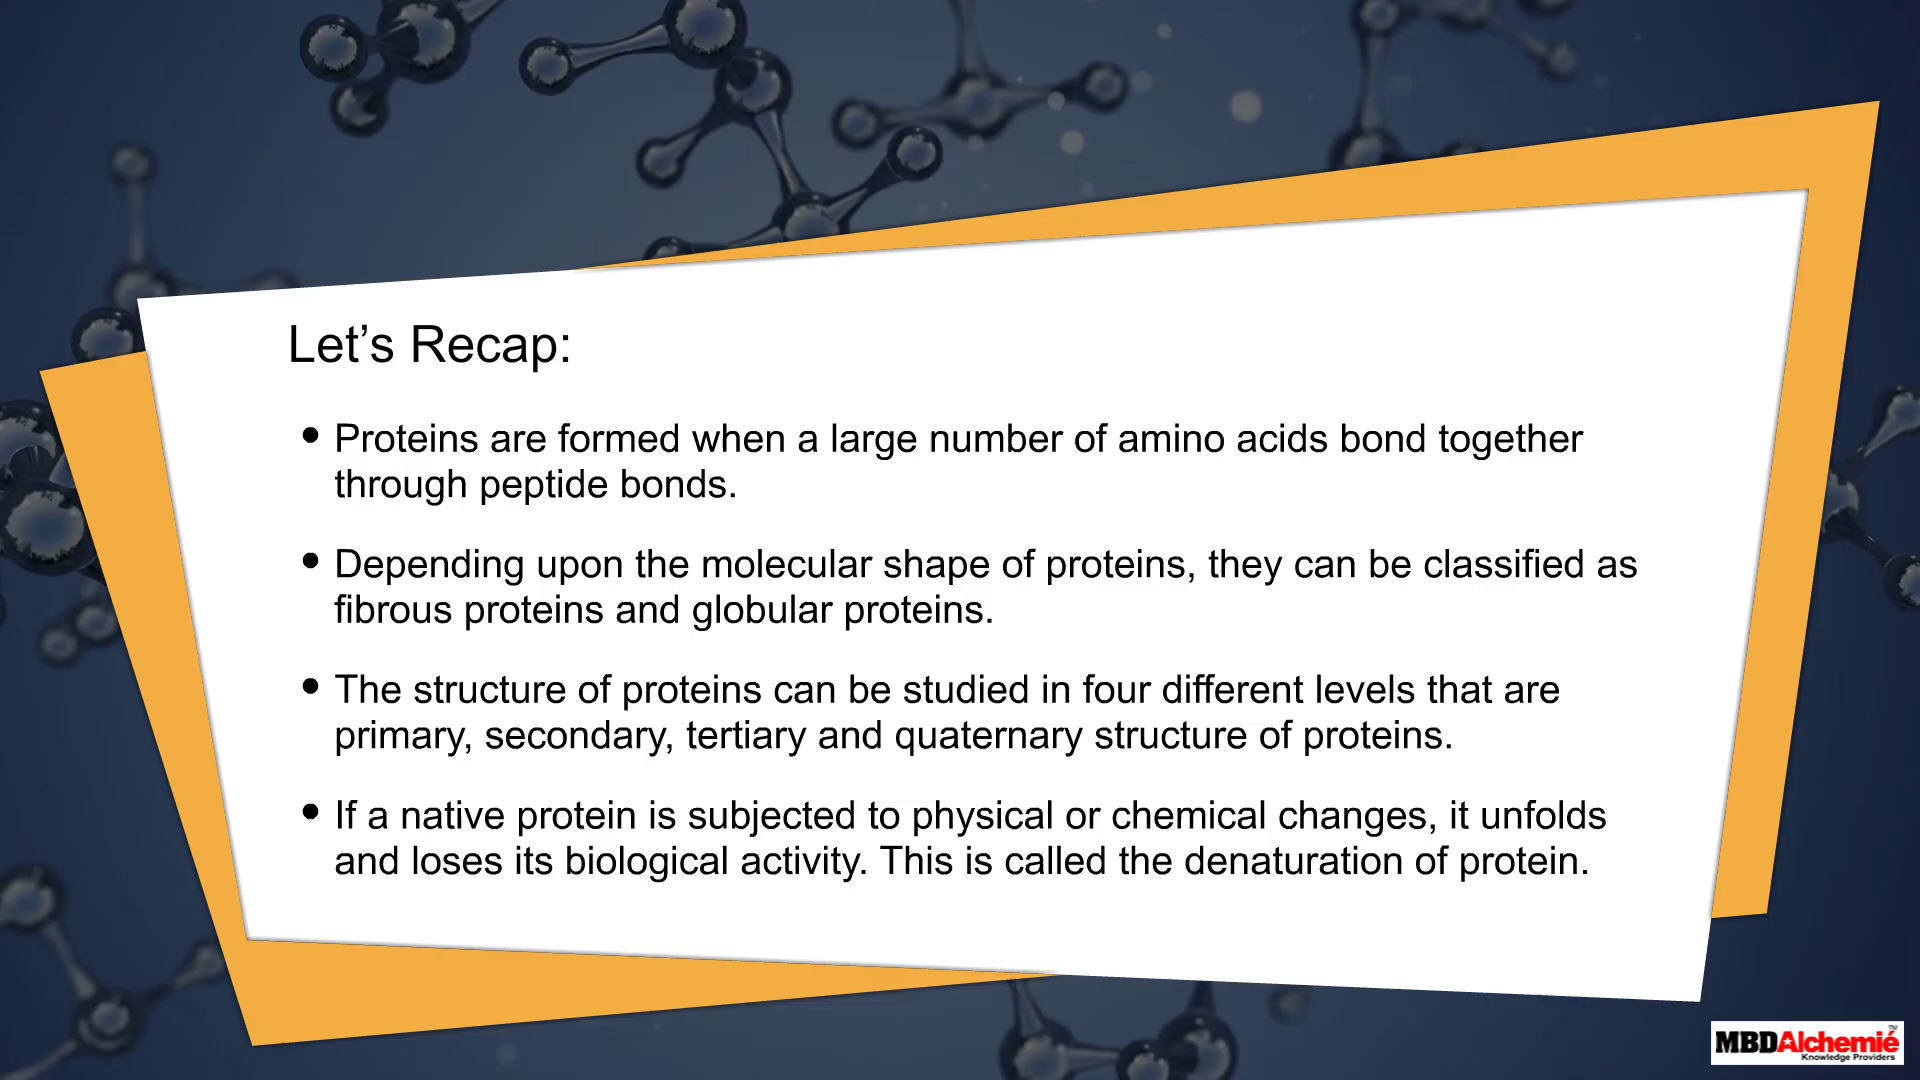 Let’s Recap:
• Proteins are formed when a large number of amino acids bond together
through peptide bonds.
• Depending upon the molecular shape of proteins, they can be classified as
fibrous proteins and globular proteins.
• The structure of proteins can be studied in four different levels that are
primary, secondary, tertiary and quaternary structure of proteins.
• If a native protein is subjected to physical or chemical changes, it unfolds
and loses its biological activity. This is called the denaturation of protein.
MBDAlchemié™
Knowledge Providers